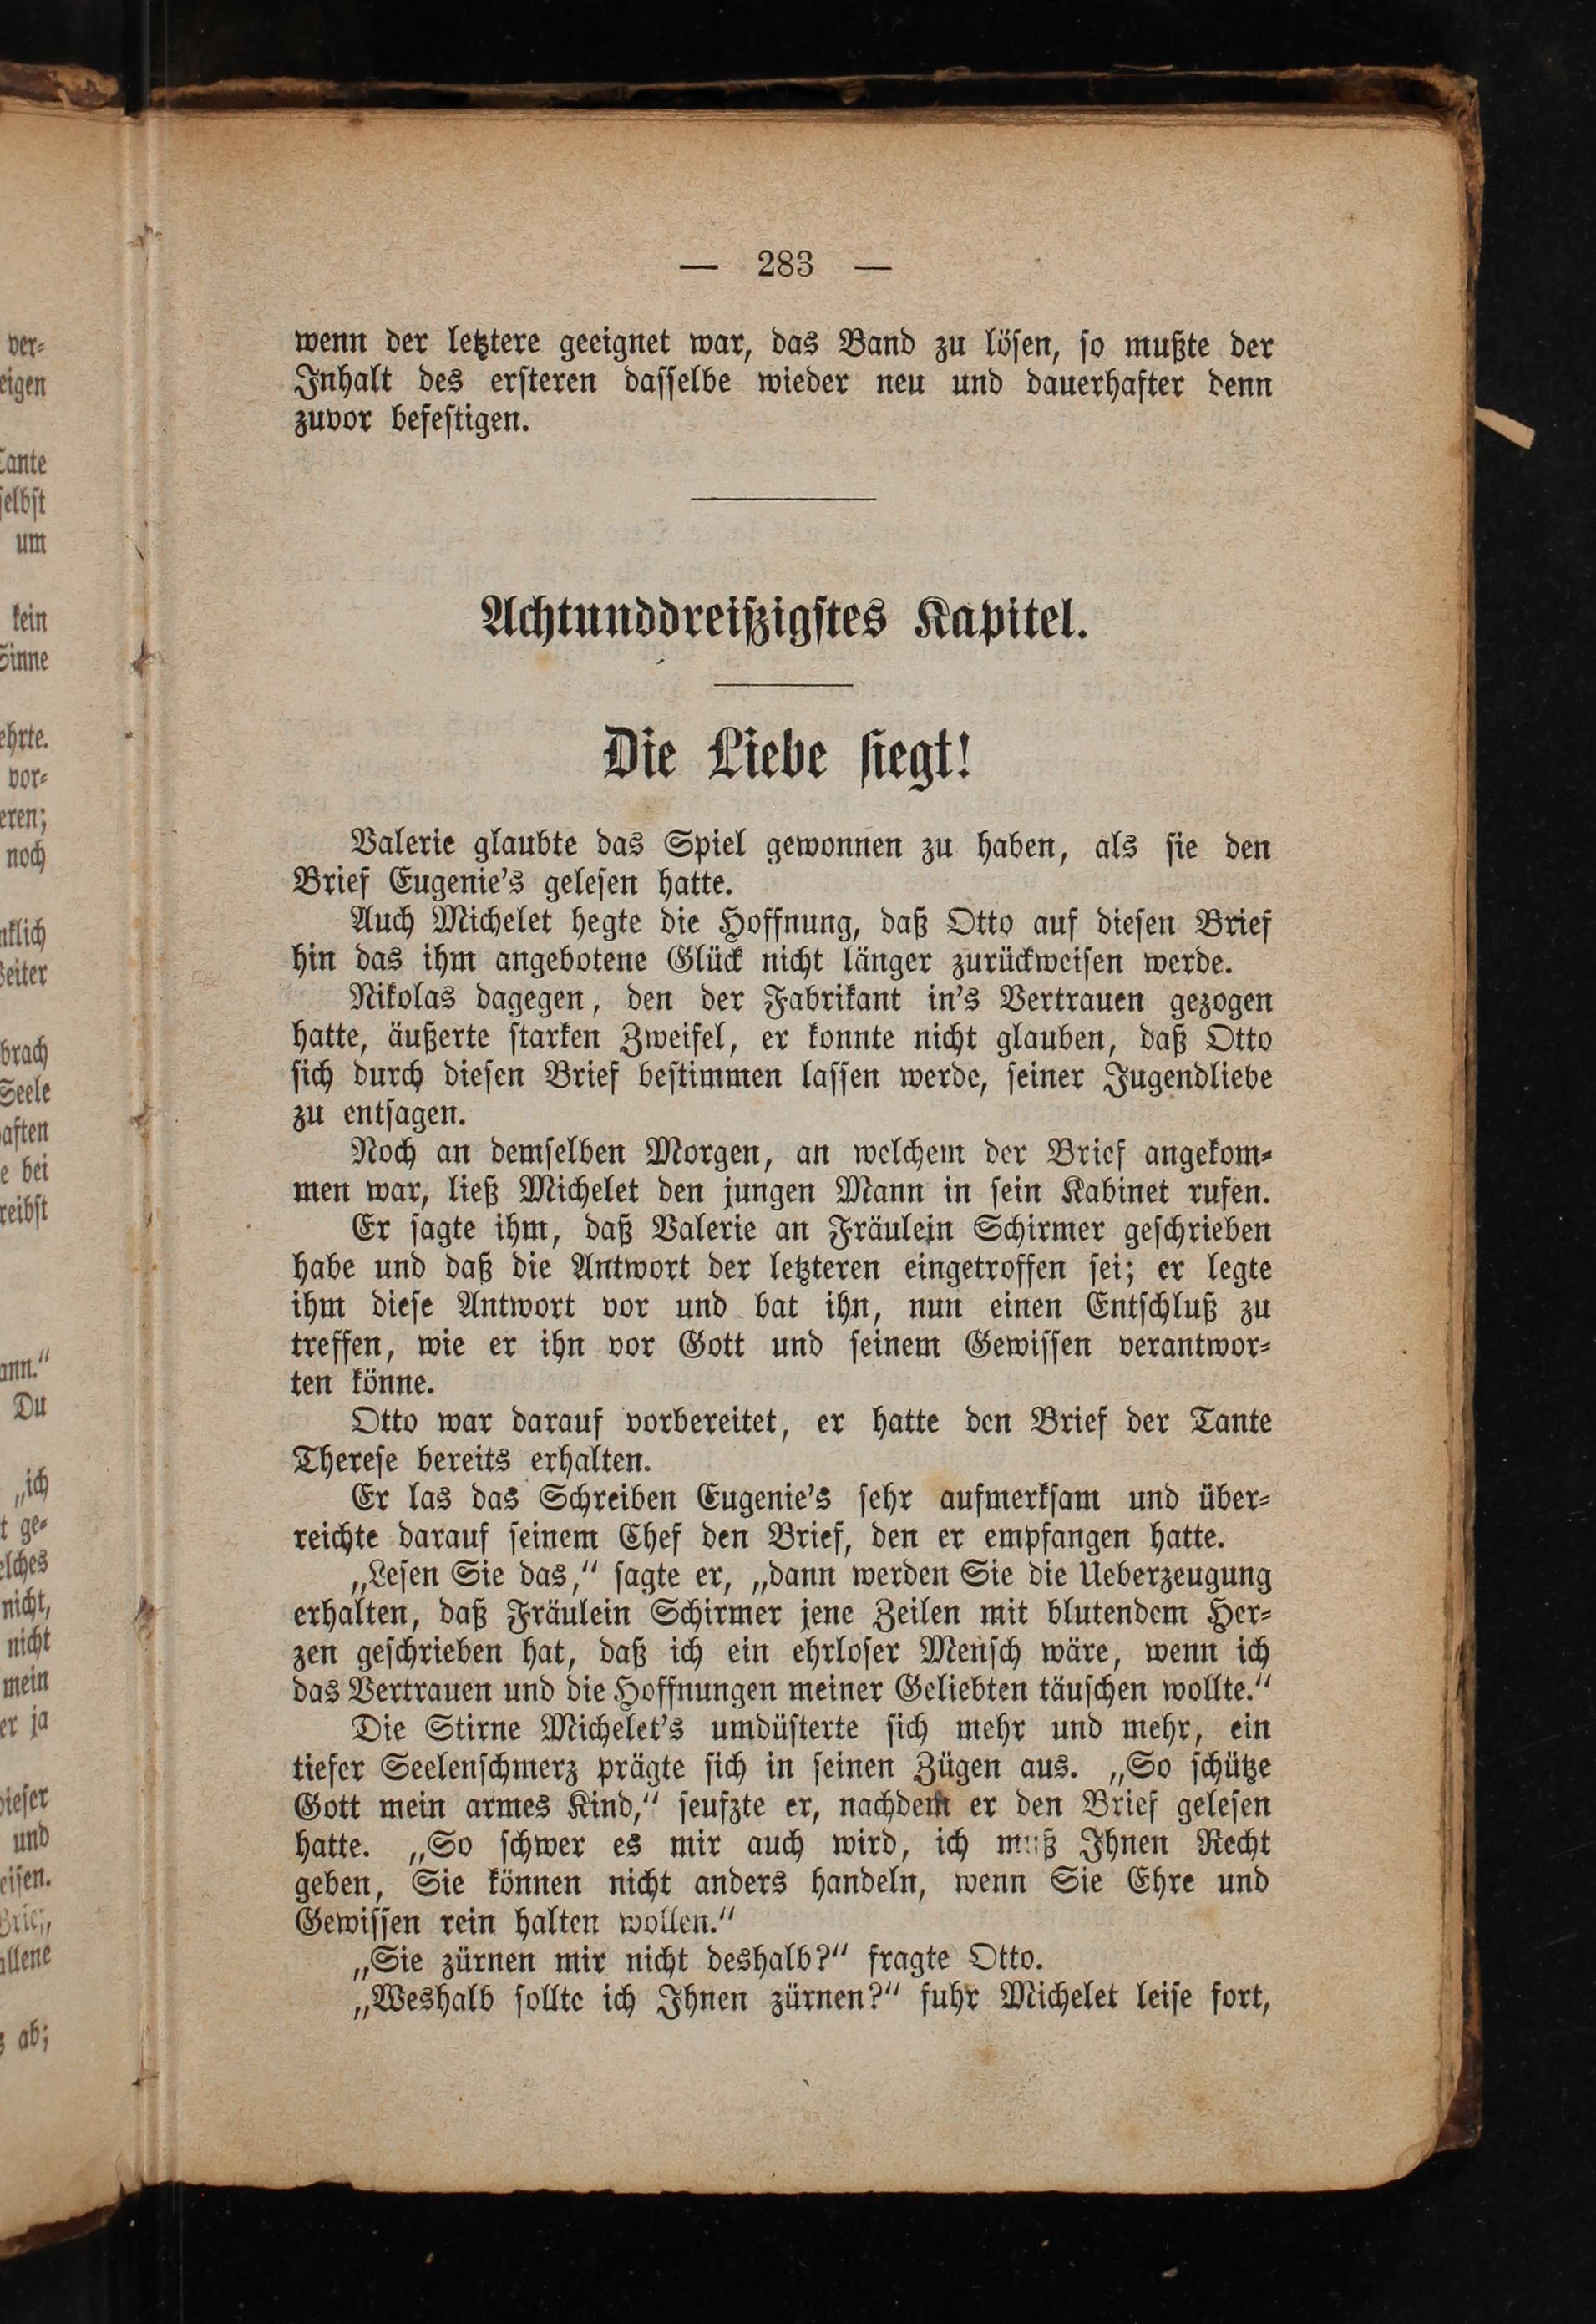 — 283 —
wenn der letztere geeignet war, das Band zu lösen, so mußte der
Inhalt des ersteren dasselbe wieder neu und dauerhafter denn
zuvor befestigen.
Achtunddreißigstes Kapitel.
Die Liebe siegt!
Valerie glaubte das Spiel gewonnen zu haben, als sie den
Brief Eugenie's gelesen hatte.
Auch Michelet hegte die Hoffnung, daß Otto auf diesen Brief
hin das ihm angebotene Glück nicht länger zurückweisen werde.
Nikolas dagegen, den der Fabrikant in's Vertrauen gezogen
hatte, äußerte starken Zweifel, er konnte nicht glauben, daß Otto
sich durch diesen Brief bestimmen lassen werde, seiner Jugendliebe
zu entsagen.
Noch an demselben Morgen, an welchem der Brief angekom-
men war, ließ Michelet den jungen Mann in sein Kabinet rufen.
Er sagte ihm, daß Valerie an Fräulein Schirmer geschrieben
habe und daß die Antwort der letzteren eingetroffen sei; er legte
ihm diese Antwort vor und bat ihn, nun einen Entschluß zu
treffen, wie er ihn vor Gott und seinem Gewissen verantwor-
ten könne.
Otto war darauf vorbereitet, er hatte den Brief der Tante
Therese bereits erhalten.
Er las das Schreiben Eugenie's sehr aufmerksam und über-
reichte darauf seinem Chef den Brief, den er empfangen hatte.
„Lesen Sie das,“ sagte er, „dann werden Sie die Ueberzeugung
erhalten, daß Fräulein Schirmer jene Zeilen mit blutendem Her-
zen geschrieben hat, daß ich ein ehrloser Mensch wäre, wenn ich
das Vertrauen und die Hoffnungen meiner Geliebten täuschen wollte.“
Die Stirne Michelet's umdüsterte sich mehr und mehr, ein
tiefer Seelenschmerz prägte sich in seinen Zügen aus. „So schütze
Gott mein armes Kind,“ seufzte er, nachdem er den Brief gelesen
hatte. „So schwer es mir auch wird, ich muß Ihnen Recht
geben, Sie können nicht anders handeln, wenn Sie Ehre und
Gewissen rein halten wollen.“
„Sie zürnen mir nicht deshalb?“ fragte Otto.
„Weshalb sollte ich Ihnen zürnen?“ fuhr Michelet leise fort,